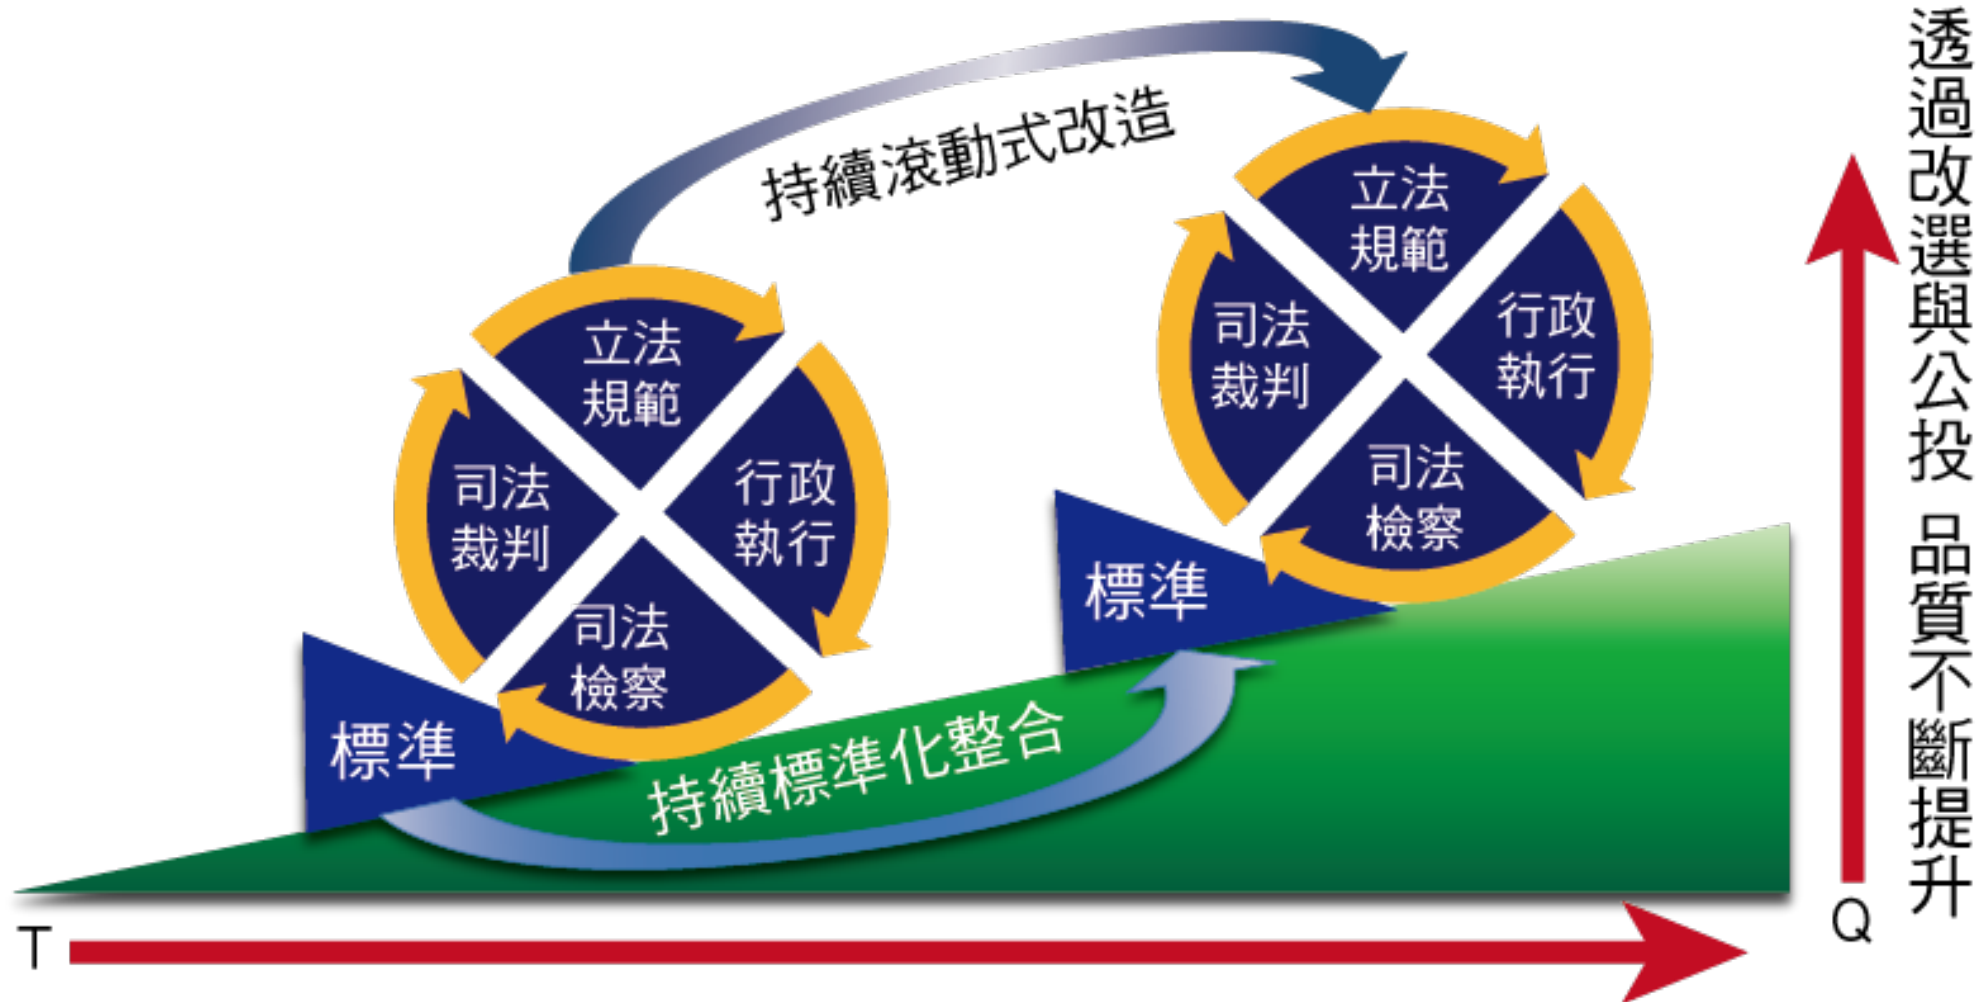 持續滾動式改造
立法
規範
行政
執行
司法
檢察
司法
裁判
標準
持續標準化整合
立法
規範
行政
執行
司法
檢察
司法
裁判
標準
T
Q
透過改選與公投 品質不斷提升